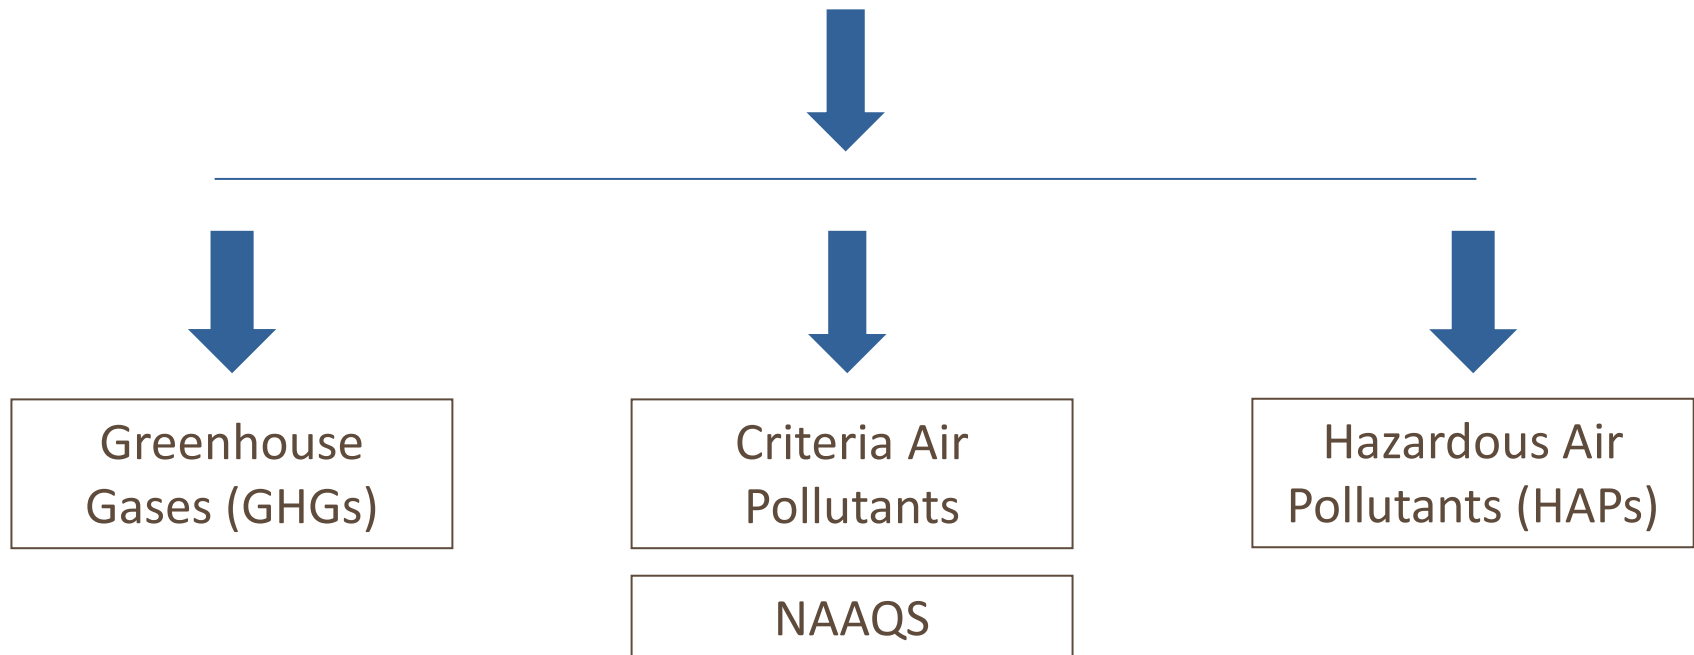 Greenhouse
Gases (GHGs)
Criteria Air
Pollutants
Hazardous Air
Pollutants (HAPs)
NAAQS